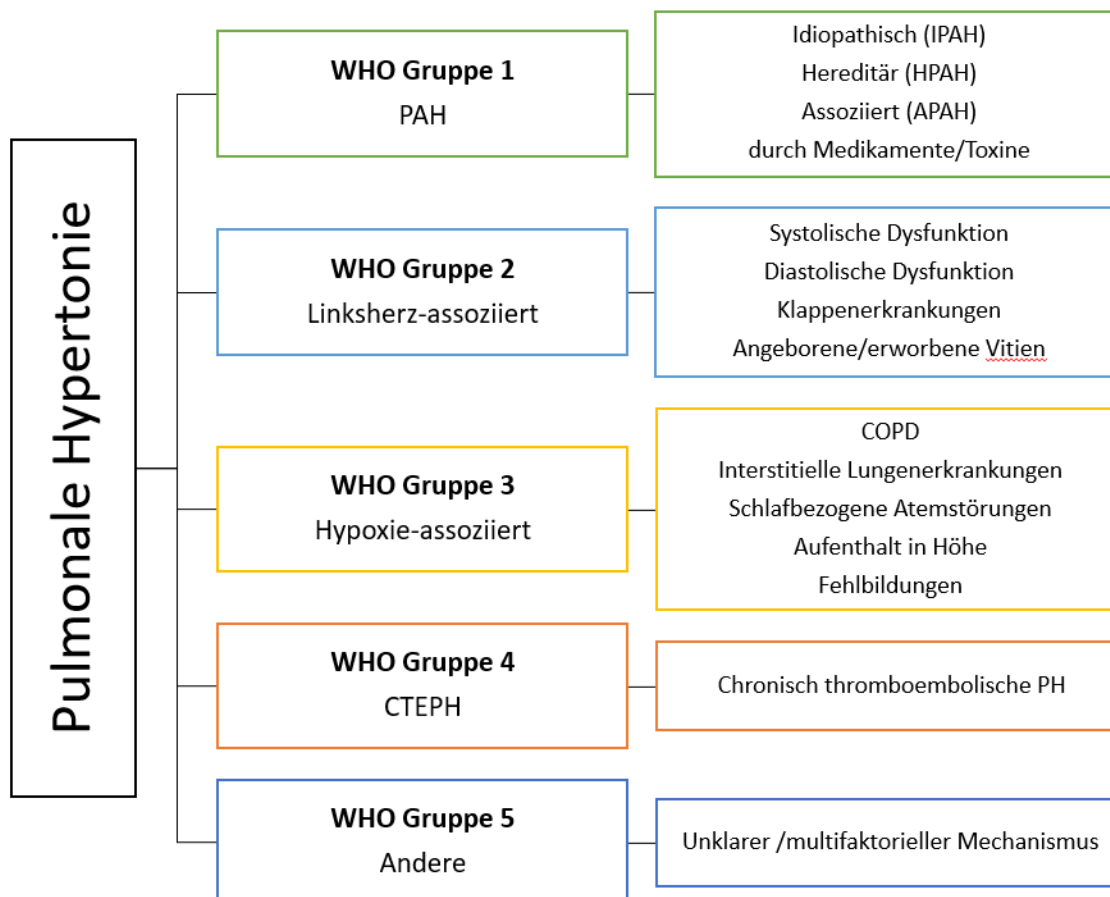 Pulmonale Hypertonie
WHO Gruppe 1
PAH
Idiopathisch (IPAH)
Hereditär (HPAH)
Assoziiert (APAH)
durch Medikamente/Toxine
WHO Gruppe 2
Linksherz-assoziiert
Systolische Dysfunktion
Diastolische Dysfunktion
Klappenerkrankungen
Angeborene/erworbene Vitien
WHO Gruppe 3
Hypoxie-assoziiert
COPD
Interstitielle Lungenerkrankungen
Schlafbezogene Atemstörungen
Aufenthalt in Höhe
Fehlbildungen
WHO Gruppe 4
CTEPH
Chronisch thromboembolische PH
WHO Gruppe 5
Andere
Unklarer /multifaktorieller Mechanismus